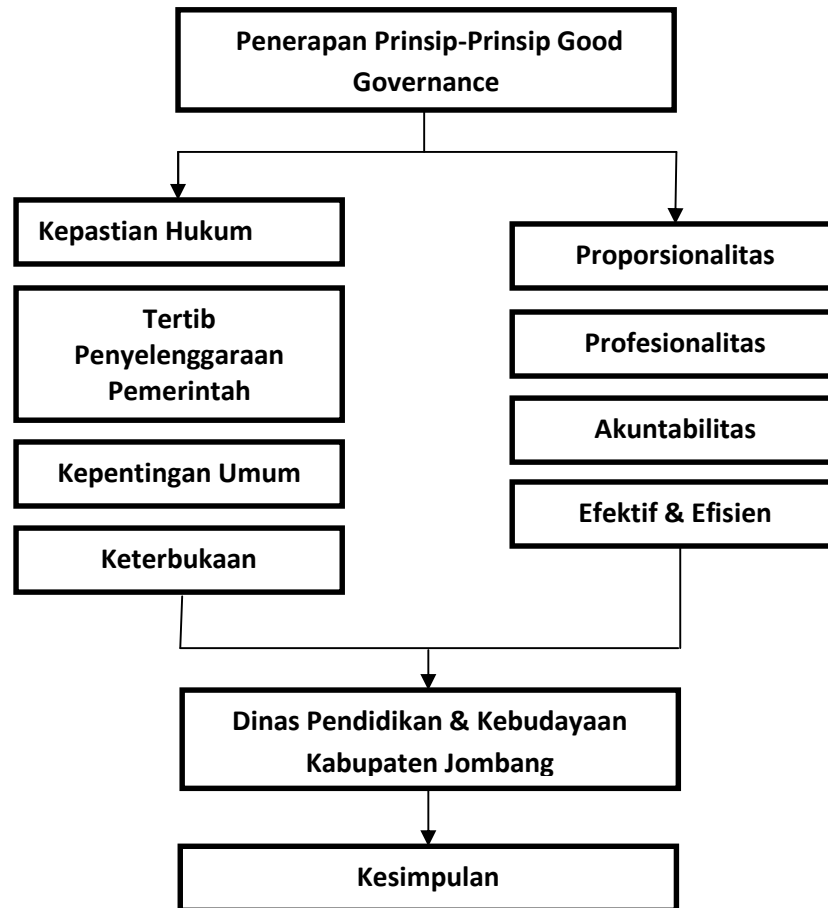 Penerapan Prinsip-Prinsip Good
Governance
Kepastian Hukum
Tertib
Penyelenggaraan
Pemerintah
Kepentingan Umum
Keterbukaan
Proporsionalitas
Profesionalitas
Akuntabilitas
Efektif & Efisien
Dinas Pendidikan & Kebudayaan
Kabupaten Jombang
Kesimpulan